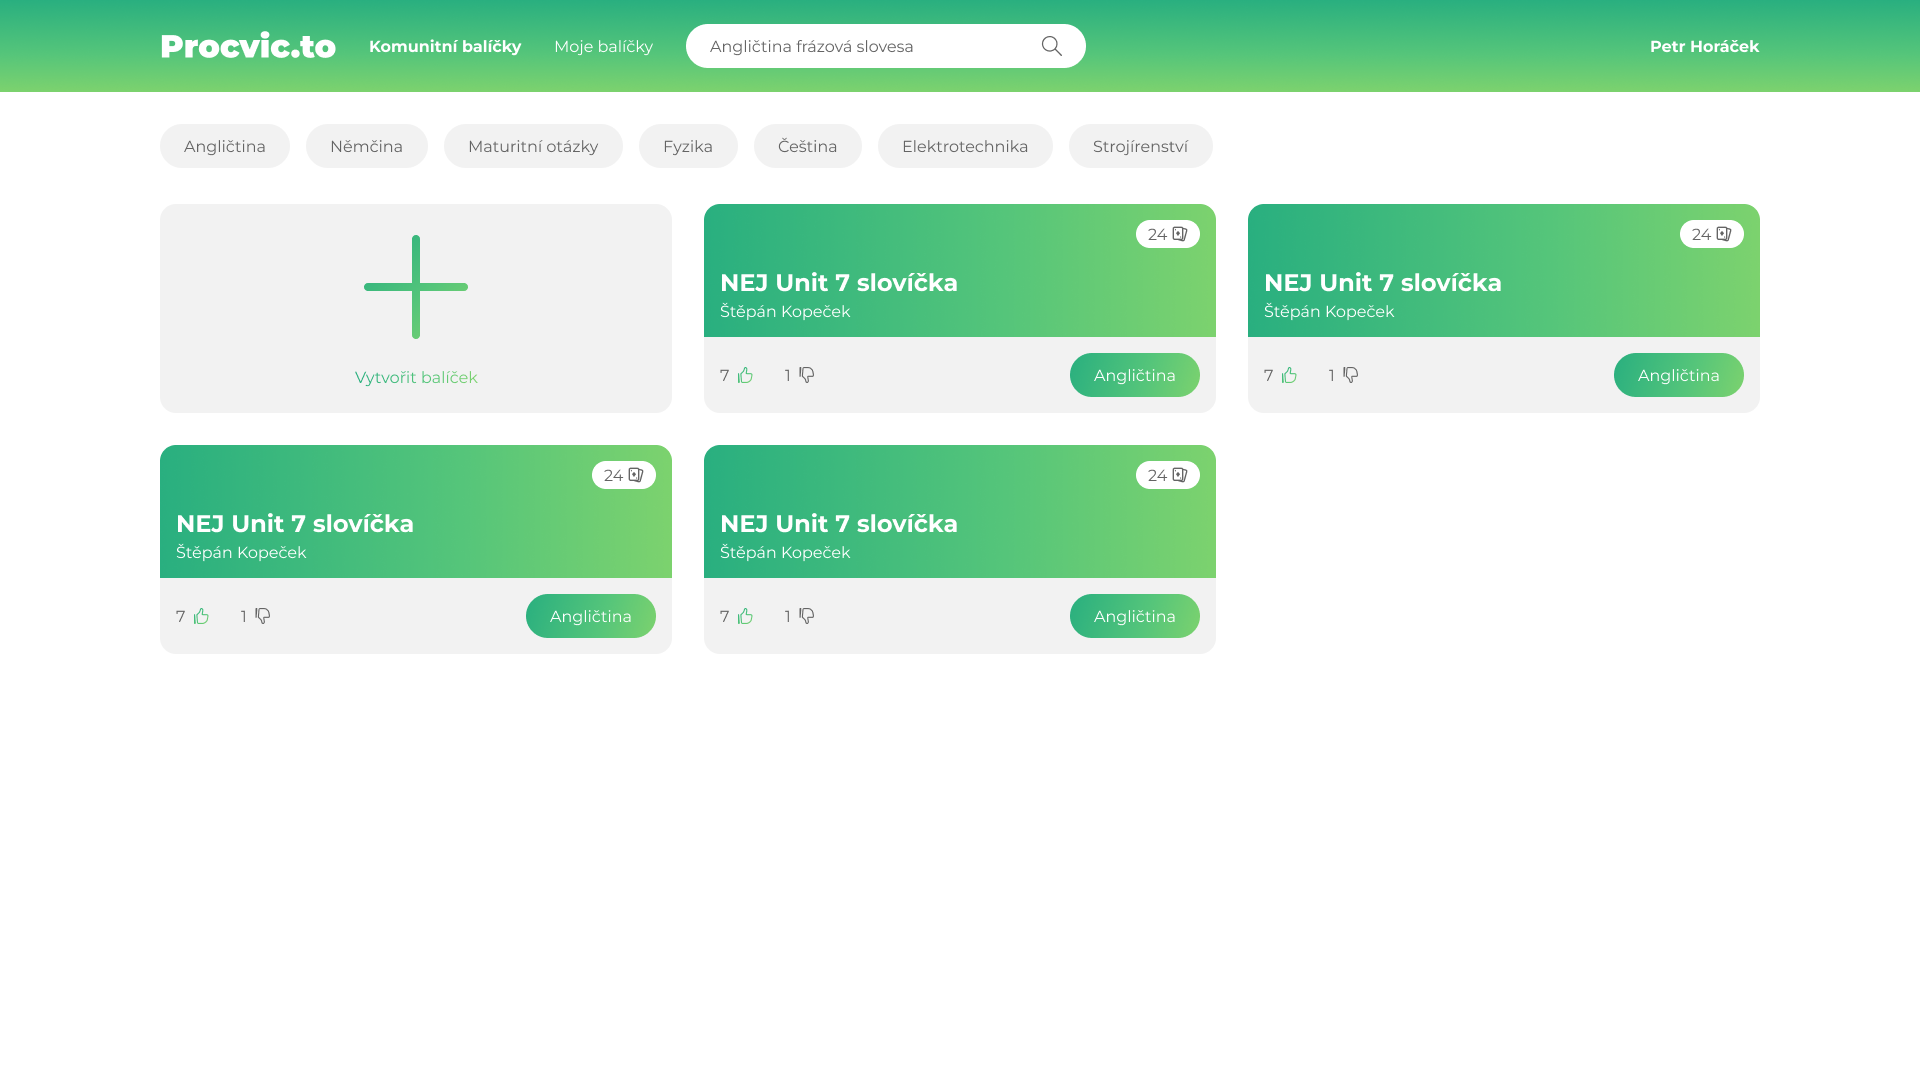 Procvic.to
Komunitní balíčky
Moje balíčky
Angličtina frázová slovesa
Petr Horáček
Angličtina
Němčina
Maturitní otázky
Fyzika
Čeština
Elektrotechnika
Strojírenství
Vytvořit balíček
24
NEJ Unit 7 slovíčka
Štěpán Kopeček
7
1
Angličtina
24
NEJ Unit 7 slovíčka
Štěpán Kopeček
7
1
Angličtina
24
NEJ Unit 7 slovíčka
Štěpán Kopeček
7
1
Angličtina
24
NEJ Unit 7 slovíčka
Štěpán Kopeček
7
1
Angličtina